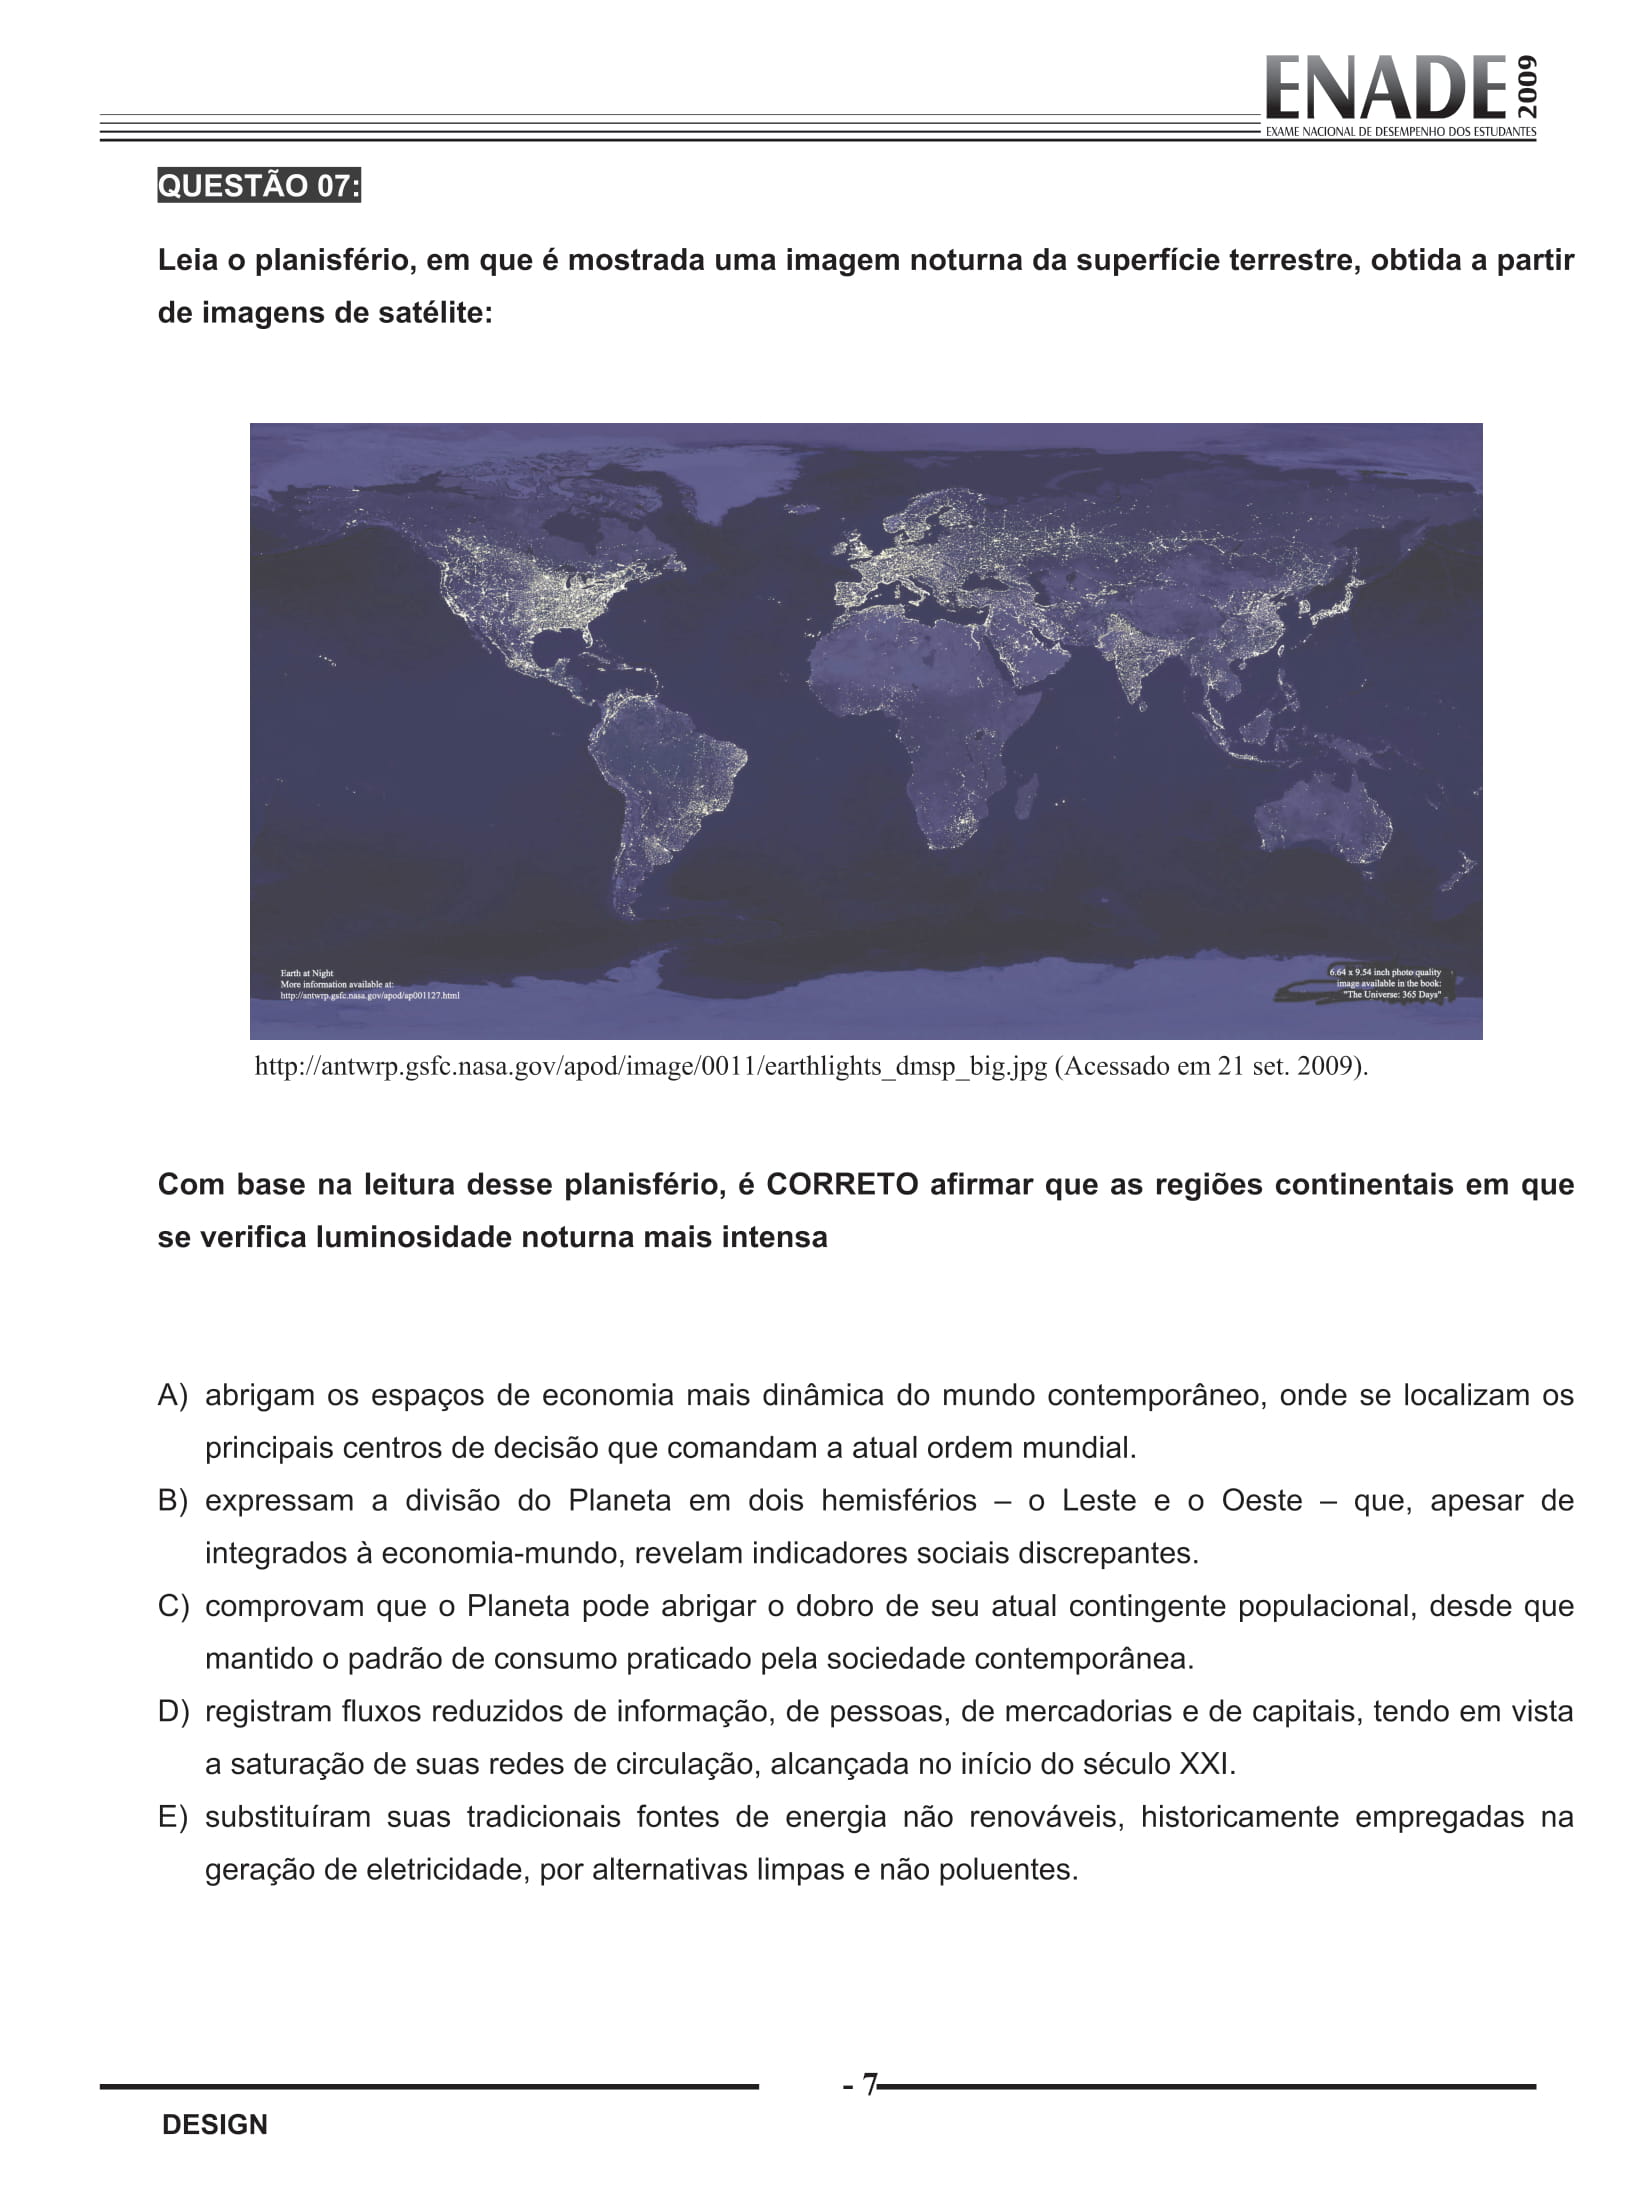 ENADE 2009
EXAME NACIONAL DE DESEMPENHO DOS ESTUDANTES
QUESTÃO 07:
Leia o planisfério, em que é mostrada uma imagem noturna da superfície terrestre, obtida a partir
de imagens de satélite:
Earth at Night
More information available at:
http://antwrp.gsfc.nasa.gov/apod/ap001127.html
6.64 x 9.54 inch photo quality
image available in the book:
"The Universe: 365 Days"
http://antwrp.gsfc.nasa.gov/apod/image/0011/earthlights_dmsp_big.jpg (Acessado em 21 set. 2009).
Com base na leitura desse planisfério, é CORRETO afirmar que as regiões continentais em que
se verifica luminosidade noturna mais intensa
A) abrigam os espaços de economia mais dinâmica do mundo contemporâneo, onde se localizam os
principais centros de decisão que comandam a atual ordem mundial.
B) expressam a divisão do Planeta em dois hemisférios – o Leste e o Oeste – que, apesar de
integrados à economia-mundo, revelam indicadores sociais discrepantes.
C) comprovam que o Planeta pode abrigar o dobro de seu atual contingente populacional, desde que
mantido o padrão de consumo praticado pela sociedade contemporânea.
D) registram fluxos reduzidos de informação, de pessoas, de mercadorias e de capitais, tendo em vista
a saturação de suas redes de circulação, alcançada no início do século XXI.
E) substituíram suas tradicionais fontes de energia não renováveis, historicamente empregadas na
geração de eletricidade, por alternativas limpas e não poluentes.
- 7
DESIGN